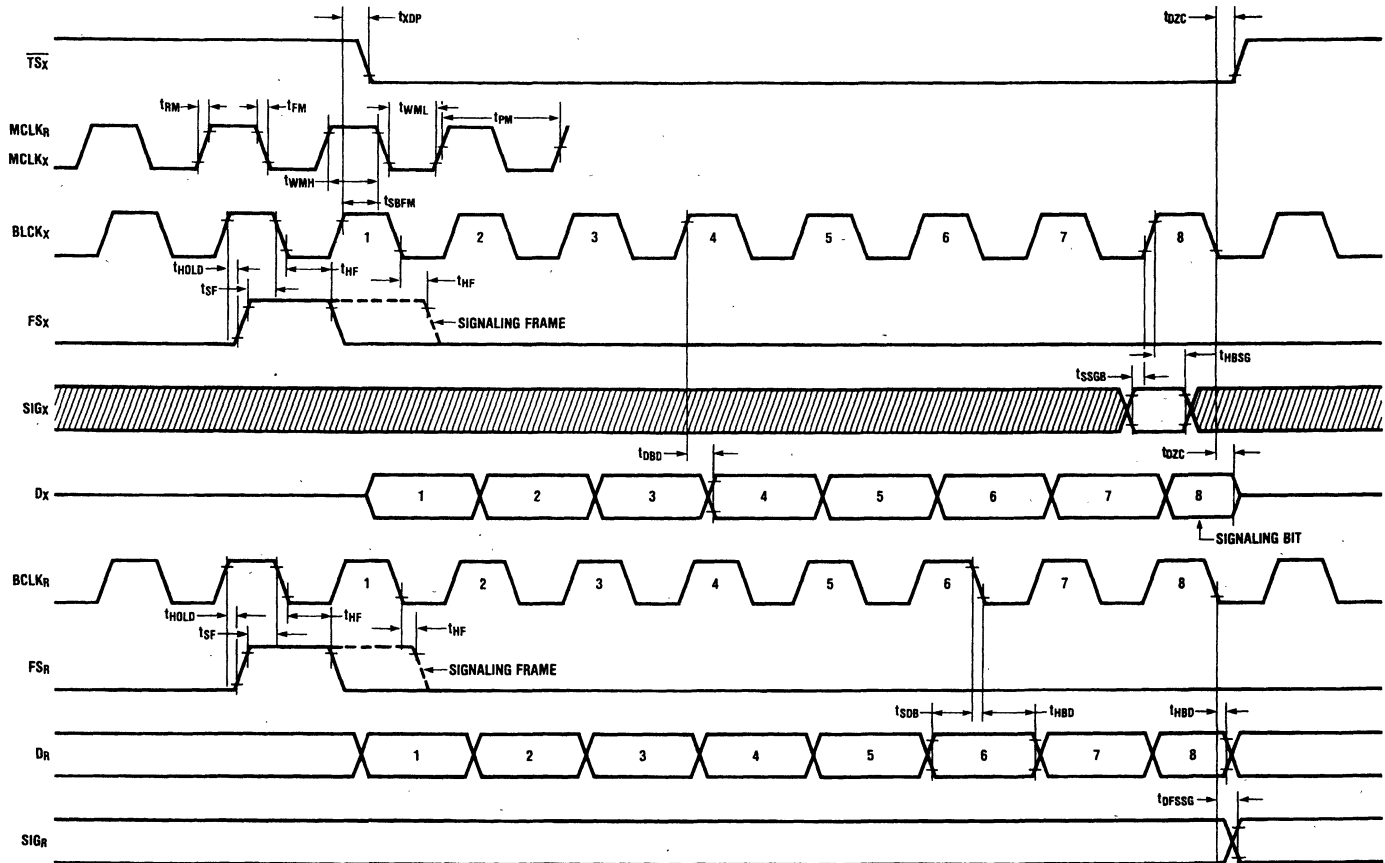 tXDP tDZC
TSX
tRM tFM tWML tPM
MCLKR
MCLKX
tWMH
tSBFM
BLCKX 1 2 3 4 5 6 7 8
tHOLD tHF tHF
tSF
FSX SIGNALING FRAME
tHBSG
tSSGB
SIGX
tDBD tDZC
DX 1 2 3 4 5 6 7 8
SIGNALING BIT
BCLKR 1 2 3 4 5 6 7 8
tHOLD tHF tHF
tSF
FSR SIGNALING FRAME
tSDB tHBD tHBD
DR 1 2 3 4 5 6 7 8
tDFSSG
SIGR